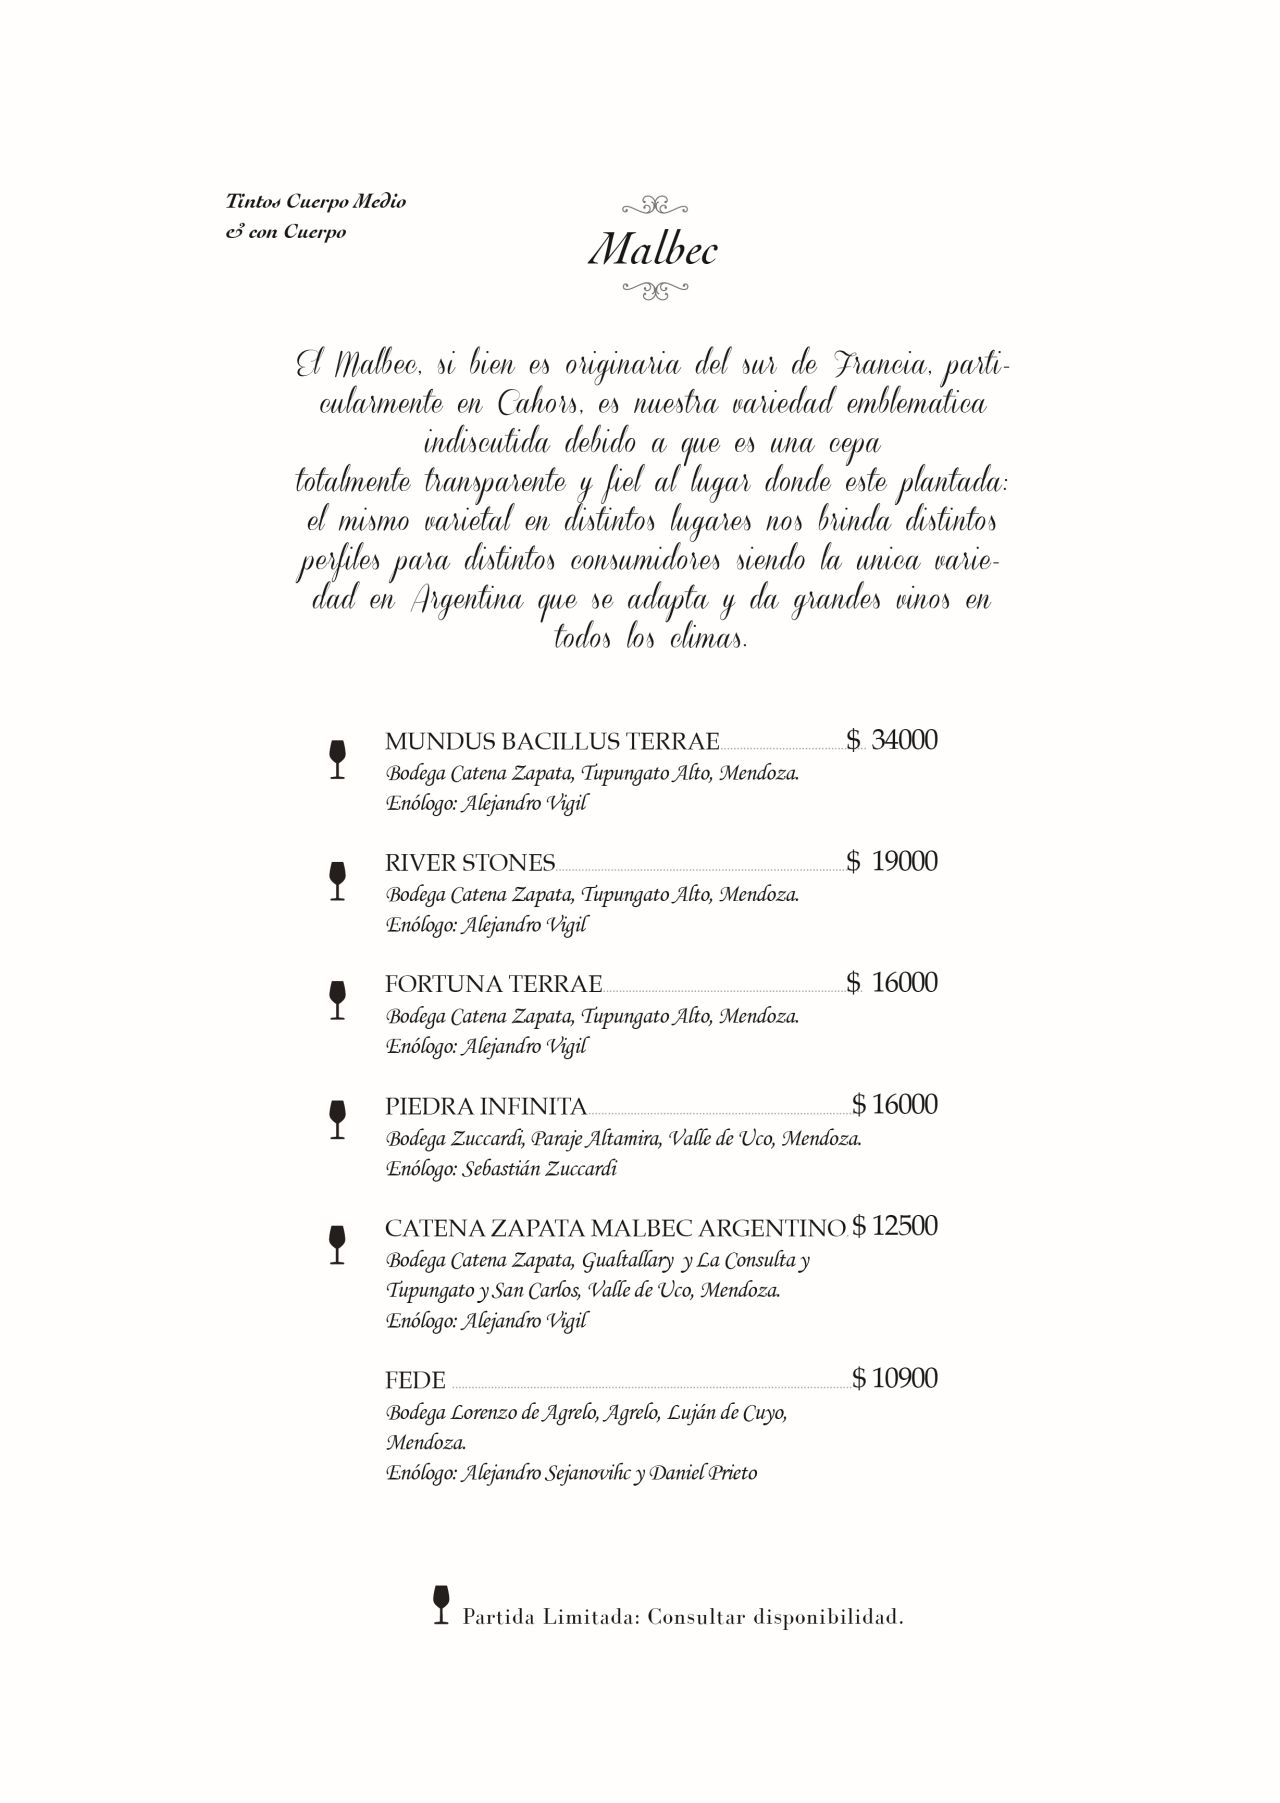 Tintos Cuerpo Medio
& con Cuerpo
Malbec
El Malbec, si bien es originaria del sur de Francia, parti-
cularmente en Cahors, es nuestra variedad emblematica
indiscutida debido a que es una cepa
totalmente transparente y fiel al lugar donde este plantada:
el mismo varietal en distintos lugares nos brinda distintos
perfiles para distintos consumidores siendo la unica varie-
dad en Argentina que se adapta y da grandes vinos en
todos los climas.
MUNDUS BACILLUS TERRAE $ 34000
Bodega Catena Zapata, Tupungato Alto, Mendoza.
Enólogo: Alejandro Vigil
RIVER STONES $ 19000
Bodega Catena Zapata, Tupungato Alto, Mendoza.
Enólogo: Alejandro Vigil
FORTUNA TERRAE $ 16000
Bodega Catena Zapata, Tupungato Alto, Mendoza.
Enólogo: Alejandro Vigil
PIEDRA INFINITA $ 16000
Bodega Zuccardi, Paraje Altamira, Valle de Uco, Mendoza.
Enólogo: Sebastián Zuccardi
CATENA ZAPATA MALBEC ARGENTINO $ 12500
Bodega Catena Zapata, Gualtallary y La Consulta y
Tupungato y San Carlos, Valle de Uco, Mendoza.
Enólogo: Alejandro Vigil
FEDE $ 10900
Bodega Lorenzo de Agrelo, Agrelo, Luján de Cuyo,
Mendoza.
Enólogo: Alejandro Sejanovihc y Daniel Prieto
Partida Limitada: Consultar disponibilidad.